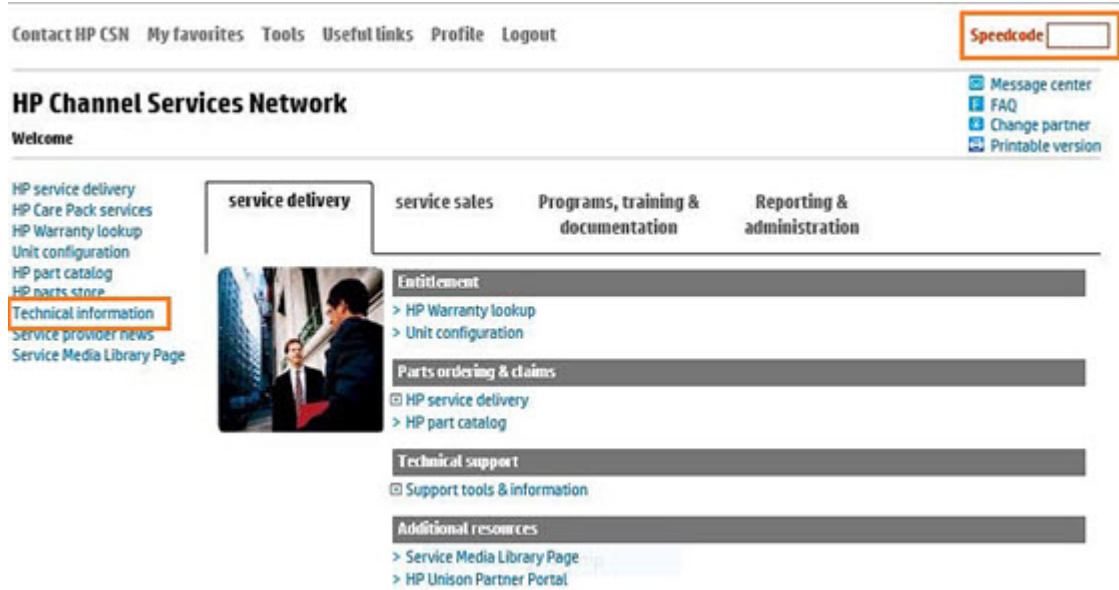 Contact HP CSN My favorites Tools Useful links Profile Logout
Speedcode
HP Channel Services Network
Welcome
Message center
FAQ
Change partner
Printable version
HP service delivery
HP Care Pack services
HP Warranty lookup
Unit configuration
HP part catalog
HP parts store
Technical information
Service provider news
Service Media Library Page
service delivery
service sales
Programs, training &
documentation
Reporting &
administration
Entitlement
> HP Warranty lookup
> Unit configuration
Parts ordering & claims
HP service delivery
> HP part catalog
Technical support
Support tools & information
Additional resources
> Service Media Library Page
> HP Unison Partner Portal